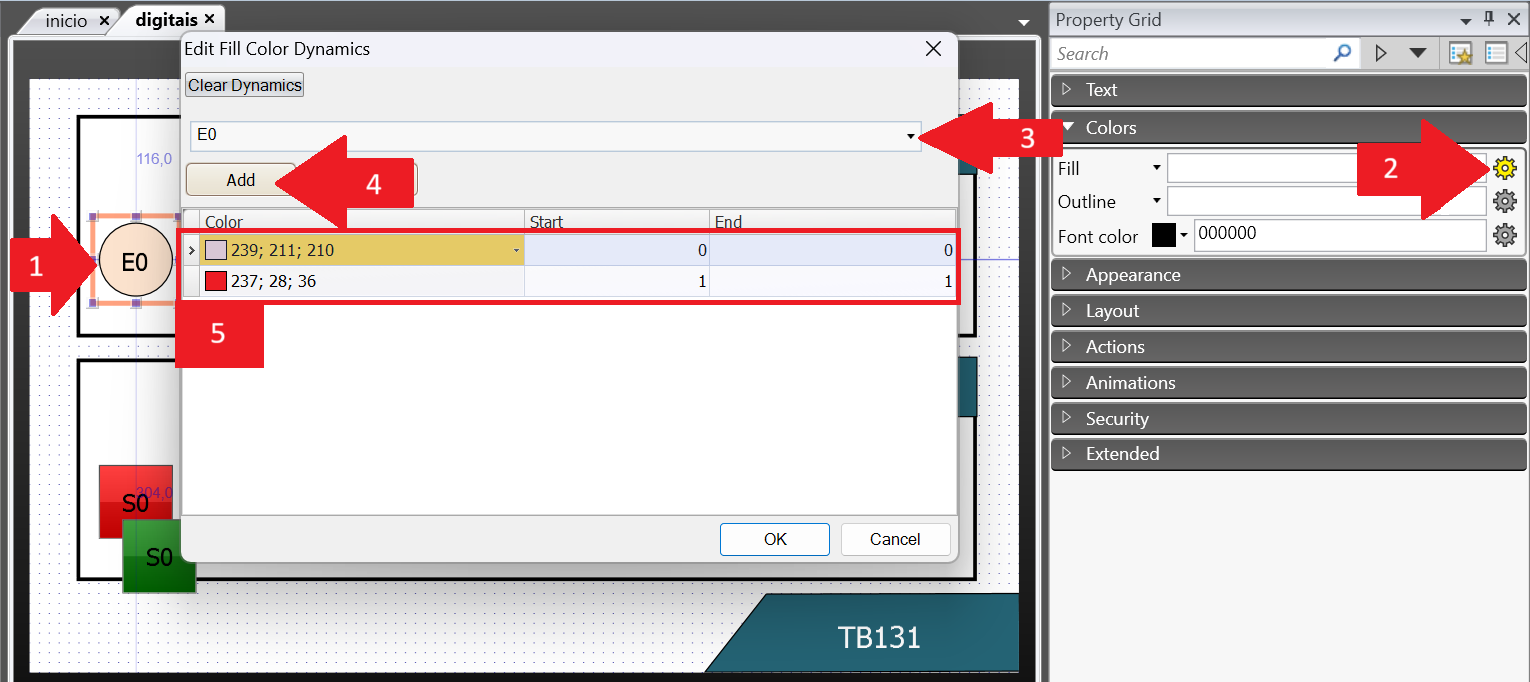 inicio × digitais ×
Property Grid
Edit Fill Color Dynamics
Search
Clear Dynamics
Text
Colors
E0
3
Fill
2
Outline
Font color 000000
116,0
Add
4
Color Start End
239; 211; 210 0 0
237; 28; 36 1 1
1
E0
5
Appearance
Layout
Actions
Animations
Security
Extended
204,0
S0
S0
OK Cancel
TB131